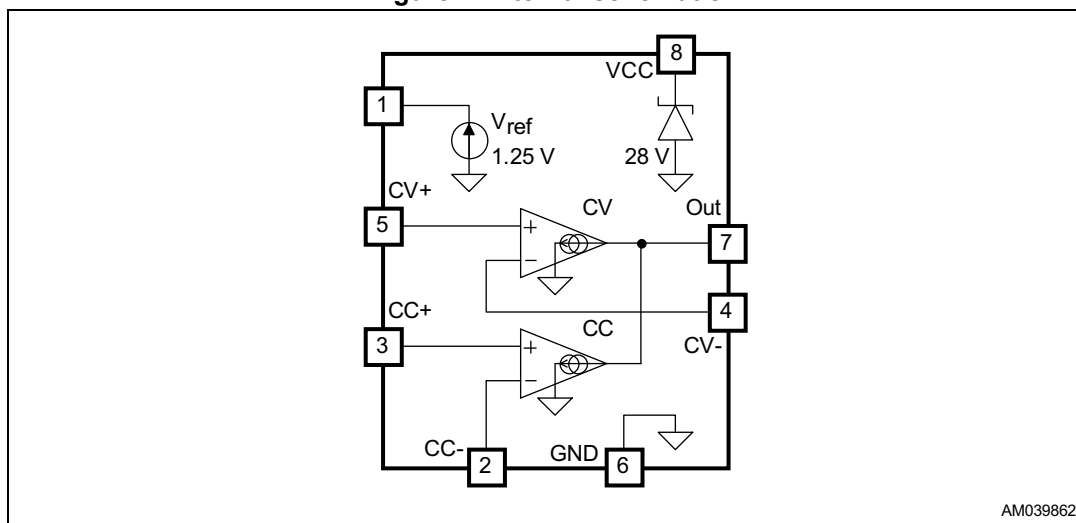 8
VCC
1
Vref
1.25 V
28 V
CV+
CV
Out
5
+
7
-
4
CC+
CC
CV-
3
+
-
CC-
GND
2
6
AM039862